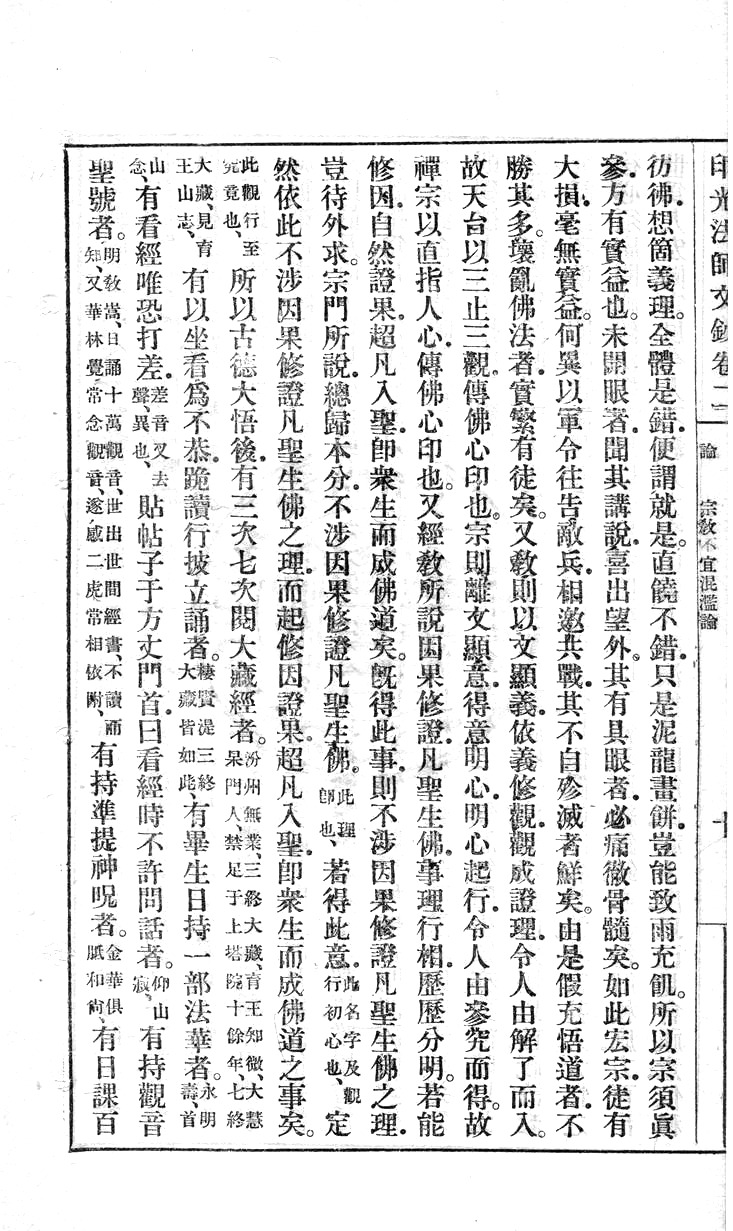 印光法師文鈔卷二 論 宗教不宜混濫論 十
彷彿想箇義理。全體是錯。便謂就是。直饒不錯。只是泥龍畫餅。豈能致雨充飢。所以宗須眞
參。方有實益也。未開眼者。聞其講說。喜出望外。其有具眼者。必痛徹骨髓矣。如此宏宗。徒有
大損。毫無實益。何異以軍令往告敵兵。相邀共戰。其不自殄滅者鮮矣。由是假充悟道者。不
勝其多。壞亂佛法者。實繁有徒矣。又敎則以文顯義。依義修觀。觀成證理。令人由解了而入。
故天台以三止三觀。傳佛心印也。宗則離文顯意。得意明心。明心起行。令人由參究而得。故
禪宗以直指人心。傳佛心印也。又經敎所說因果修證。凡聖生佛。事理行相。歷歷分明。若能
修因。自然證果。超凡入聖。卽衆生而成佛道矣。旣得此事。則不涉因果修證凡聖生佛之理。
豈待外求。宗門所說。總歸本分。不涉因果修證凡聖生佛。此理卽也、若得此意。此名字及觀行初心也、定
然依此不涉因果修證凡聖生佛之理。而起修因證果。超凡入聖。卽衆生而成佛道之事矣。
此觀行至究竟也、所以古德大悟後。有三次七次閱大藏經者。汾州無業、三終大藏、育王知微、大慧杲門人、禁足于上塔院十餘年、七終
大藏、見育王山志、有以坐看爲不恭。跪讀行披立誦者。棲賢湜三終大藏皆如此、有畢生日持一部法華者。永明壽首
山念、有看經唯恐打差。差音叉去聲、異也、貼帖子于方丈門首。曰看經時不許問話者。仰山寂、有持觀音
聖號者。明敎嵩、日誦十萬觀音、世出世間經書、不讀而知、又華林覺常念觀音、遂感二虎常相依附、有持準提神呪者。金華俱胝和尙、有日課百